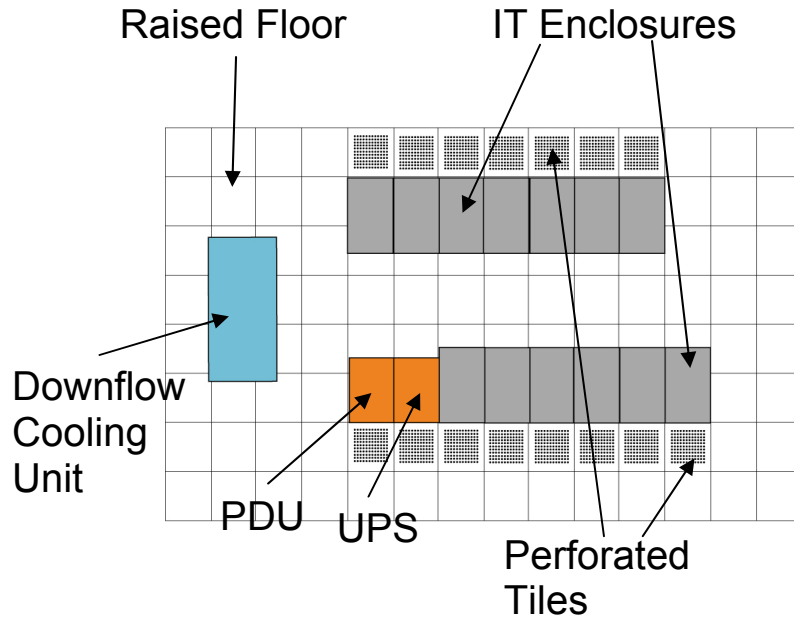 Raised Floor
IT Enclosures
Downflow
Cooling
Unit
PDU
UPS
Perforated
Tiles